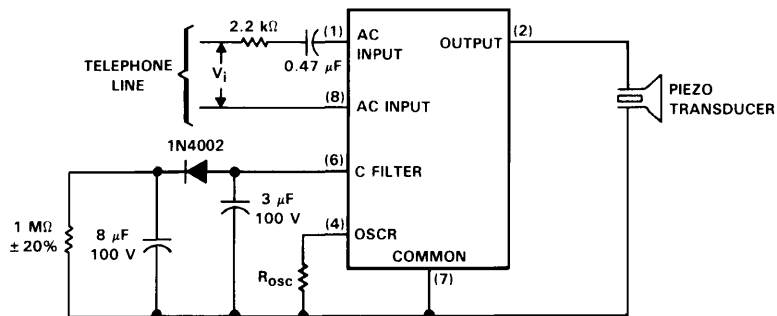 2.2 kΩ
(1)
AC
INPUT
OUTPUT
(2)
0.47 μF
TELEPHONE
LINE
Vi
(8)
AC INPUT
PIEZO
TRANSDUCER
1N4002
(6)
C FILTER
3 μF
100 V
1 MΩ
±20%
8 μF
100 V
(4)
OSCR
ROSC
COMMON
(7)